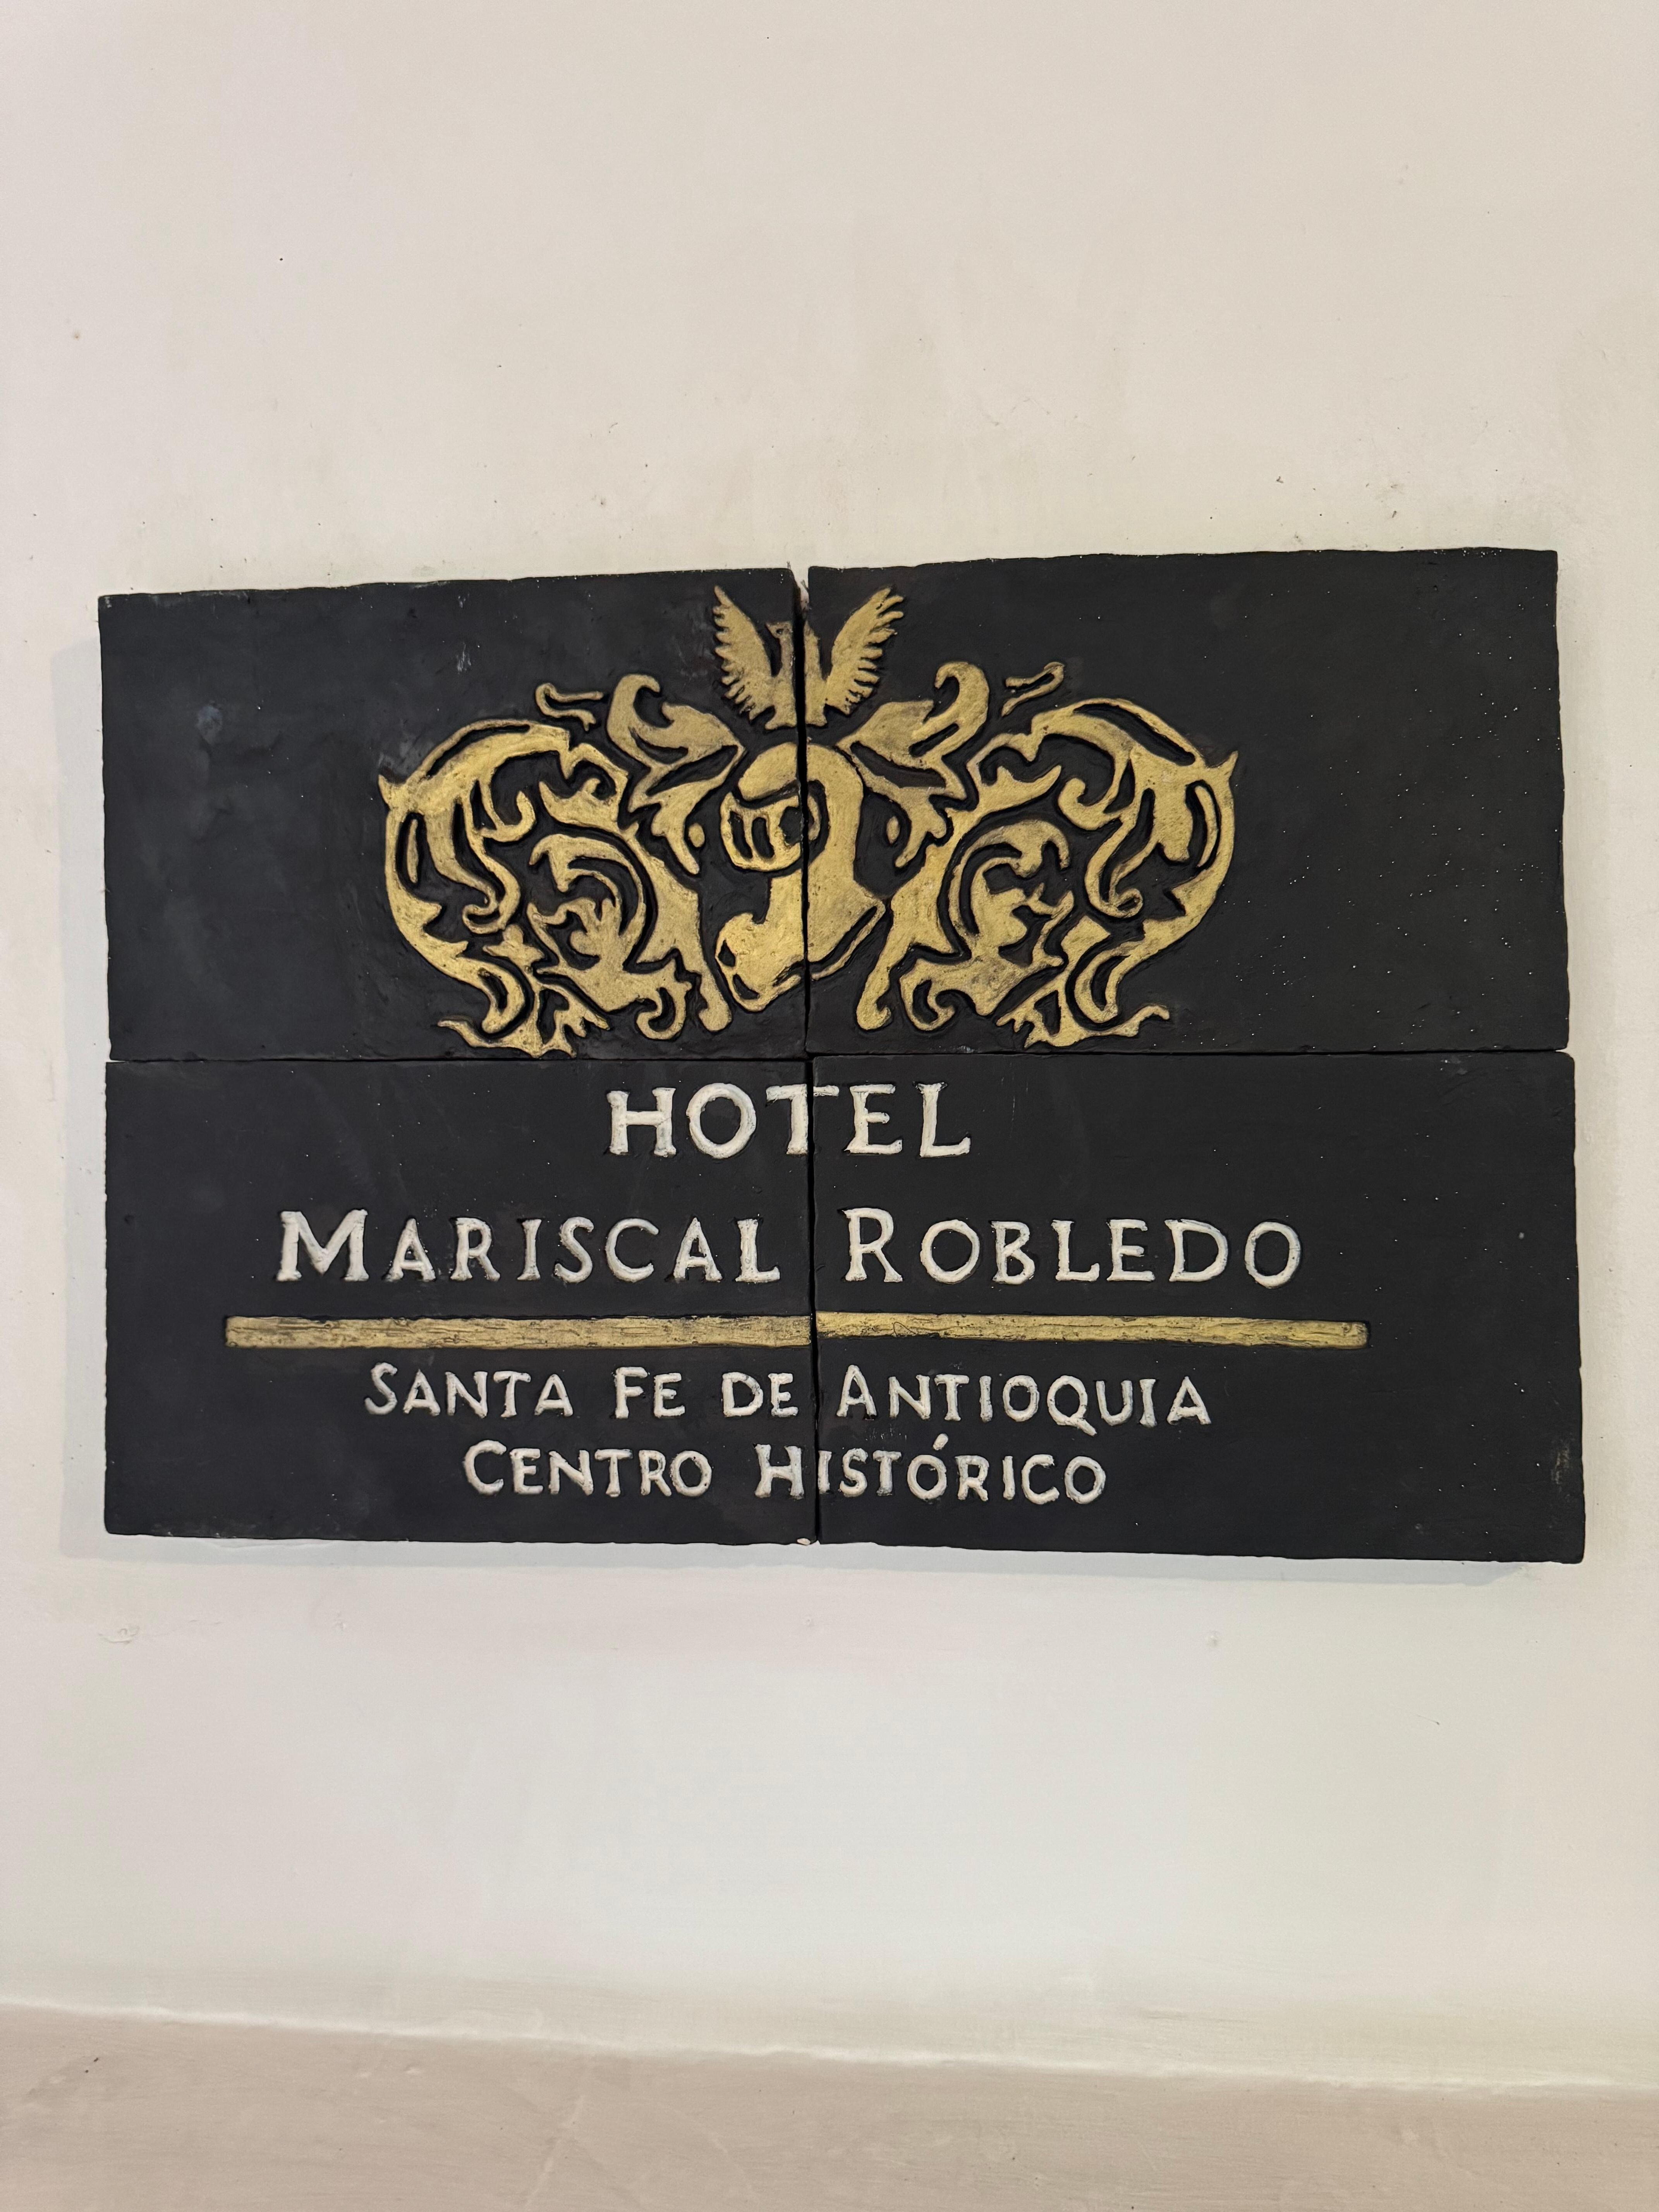 HOTEL
MARISCAL ROBLEDO
SANTA FE DE ANTIOQUIA
CENTRO HISTÓRICO